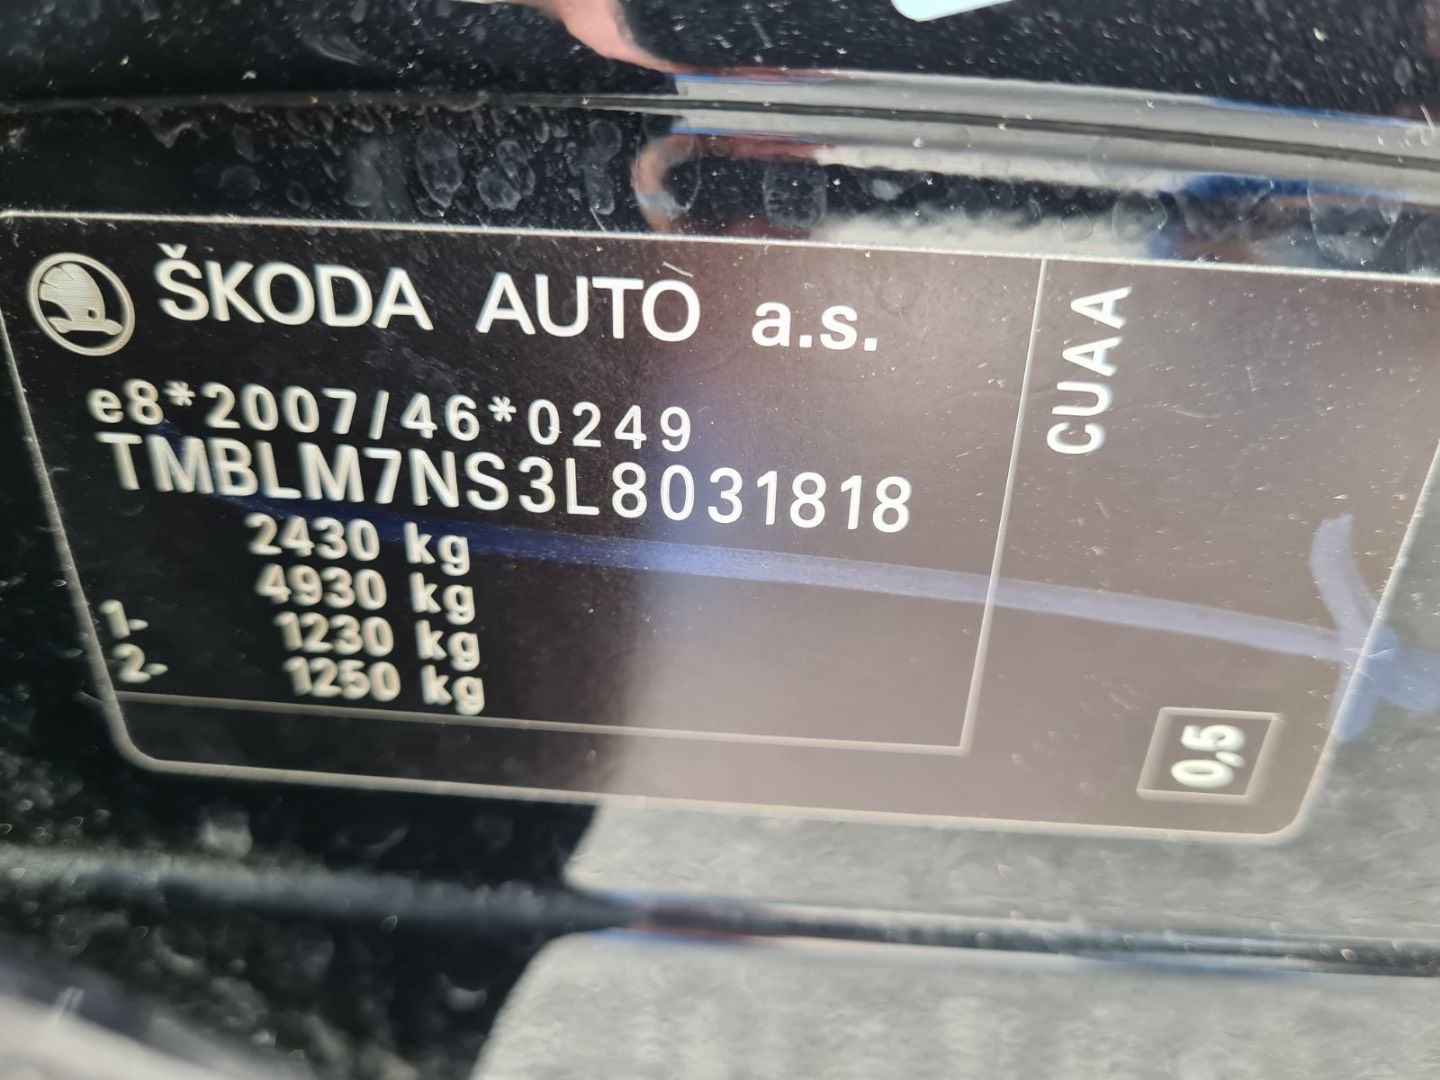 ŠKODA AUTO a.s.
e8*2007/46*0249
TMBLM7NS3L8031818
2430 kg
4930 kg
1- 1230 kg
2- 1250 kg
CUAA
0,5